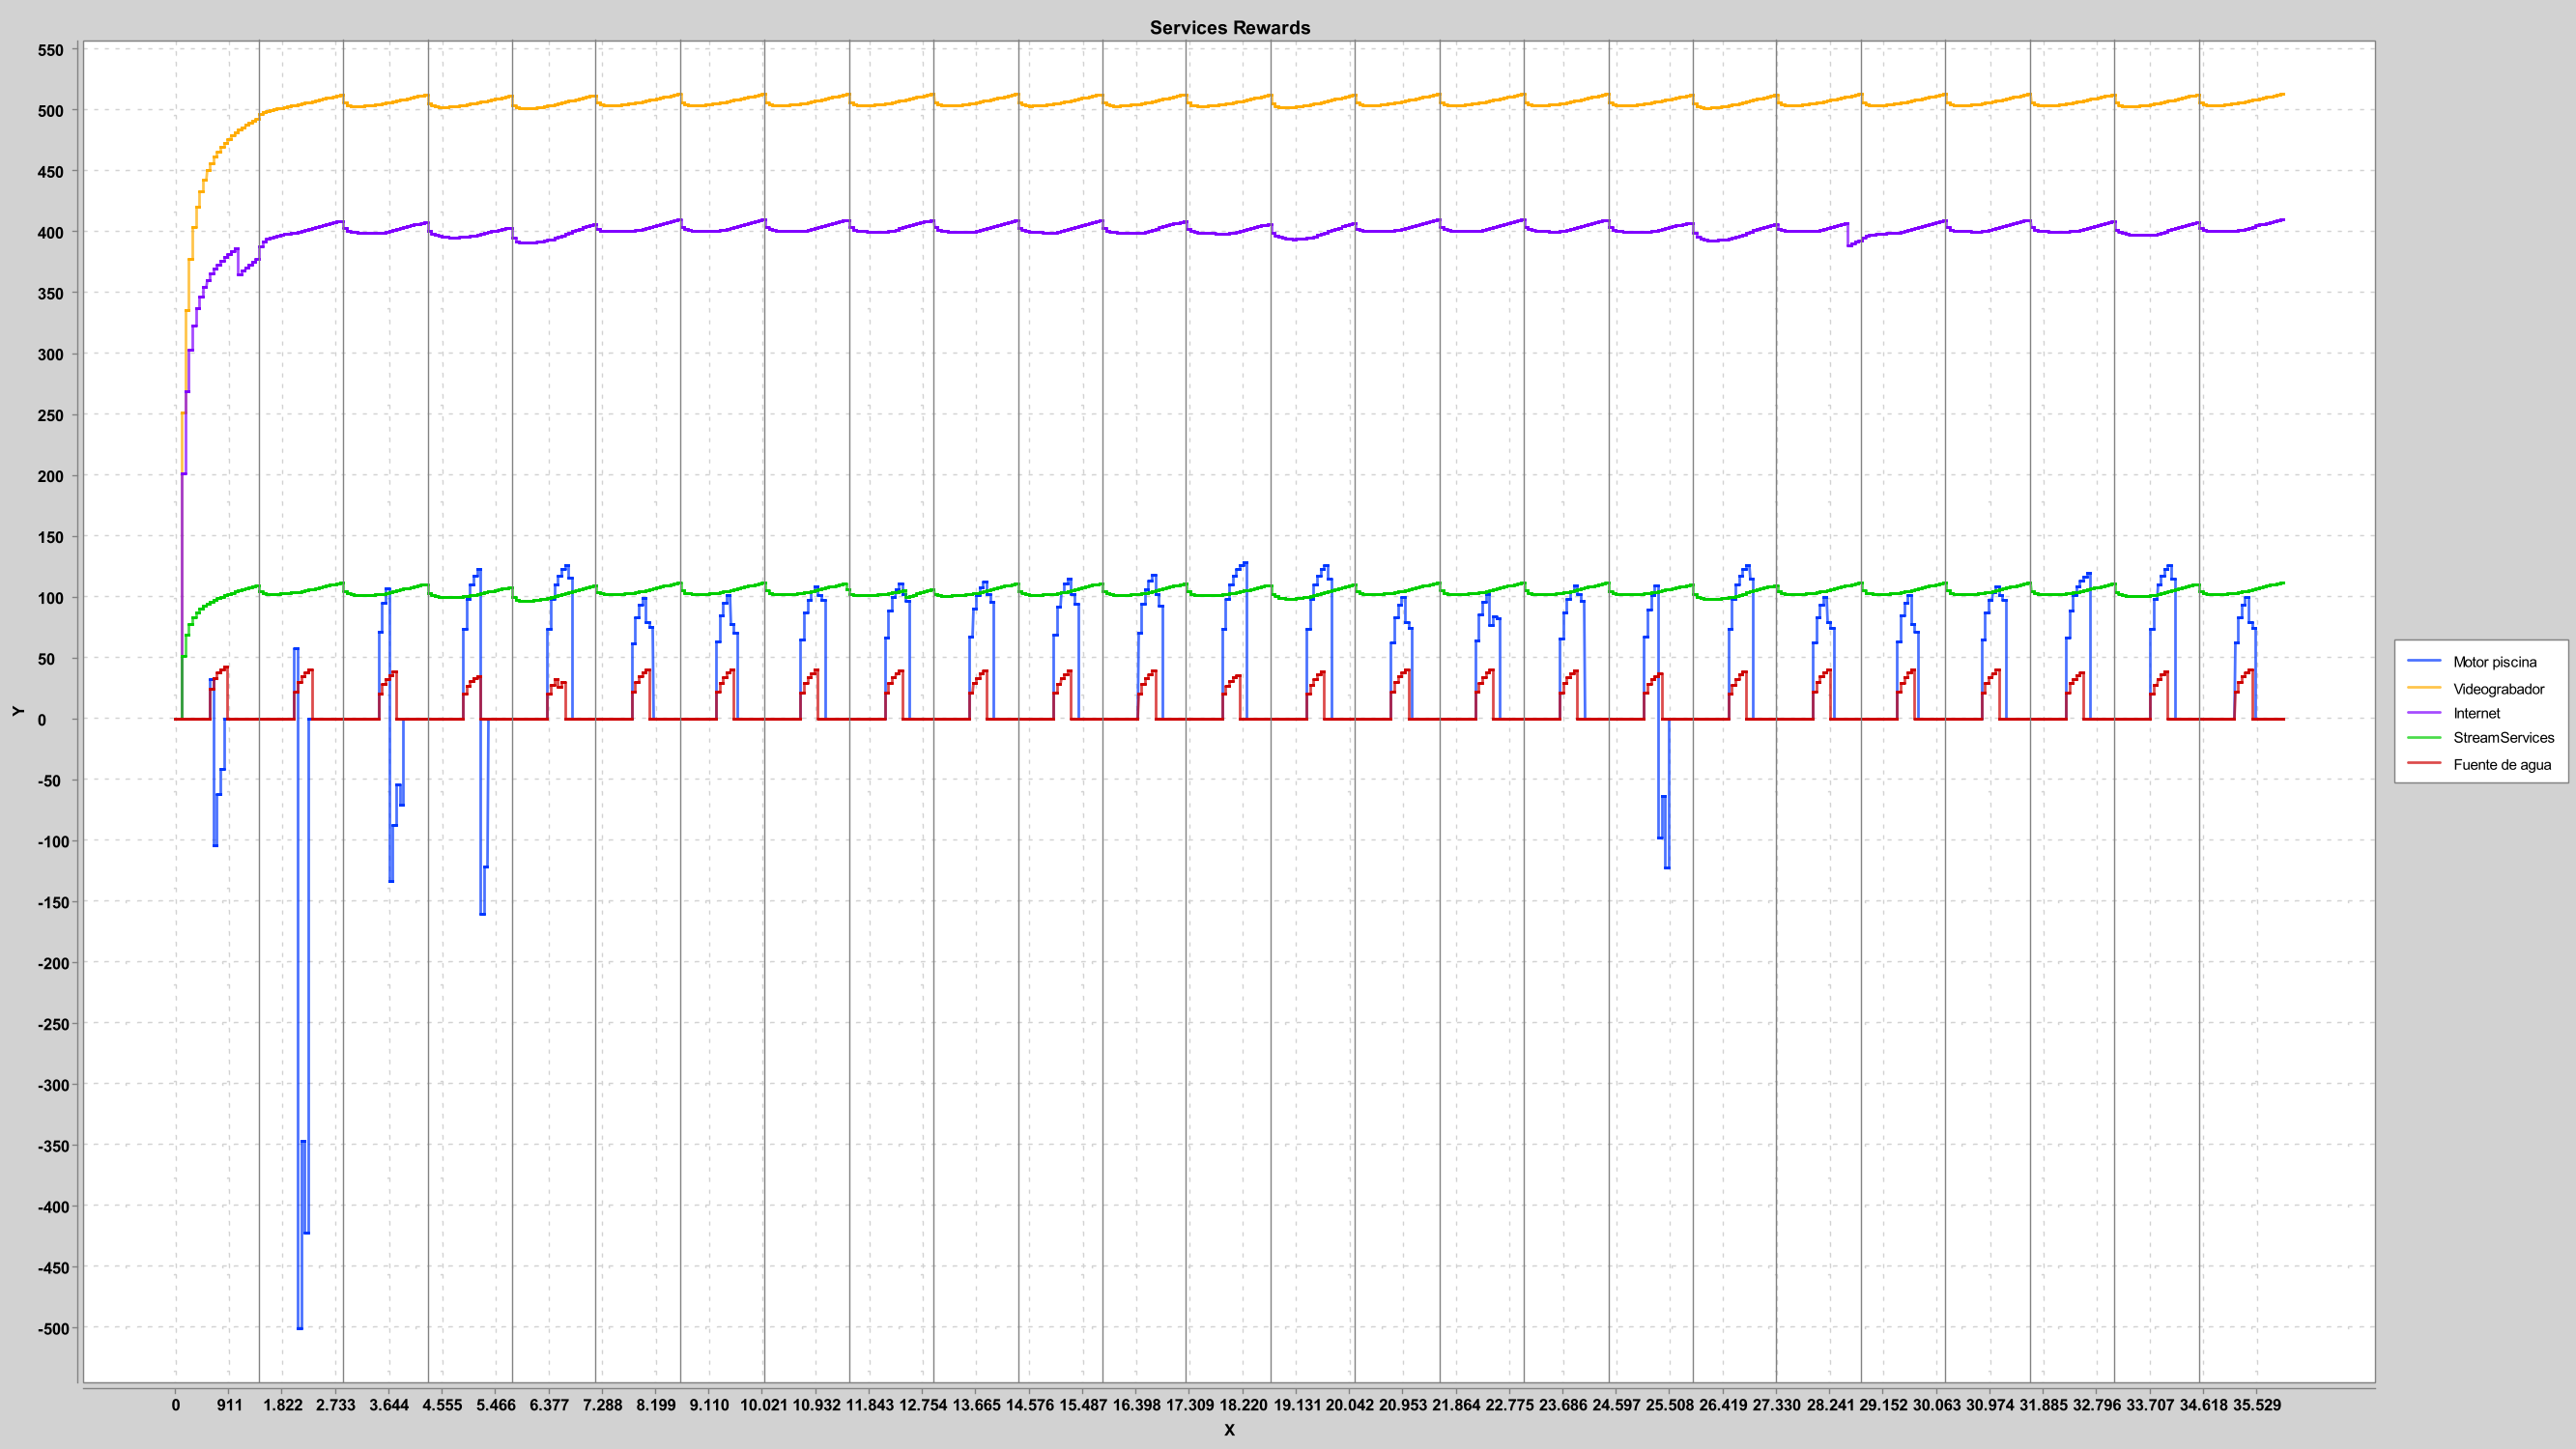 Services Rewards
550
500
450
400
350
300
250
200
150
100
50
0
-50
-100
-150
-200
-250
-300
-350
-400
-450
-500
Y
Motor piscina
Videograbador
Internet
StreamServices
Fuente de agua
0 911 1.822 2.733 3.644 4.555 5.466 6.377 7.288 8.199 9.110 10.021 10.932 11.843 12.754 13.665 14.576 15.487 16.398 17.309 18.220 19.131 20.042 20.953 21.864 22.775 23.686 24.597 25.508 26.419 27.330 28.241 29.152 30.063 30.974 31.885 32.796 33.707 34.618 35.529
X